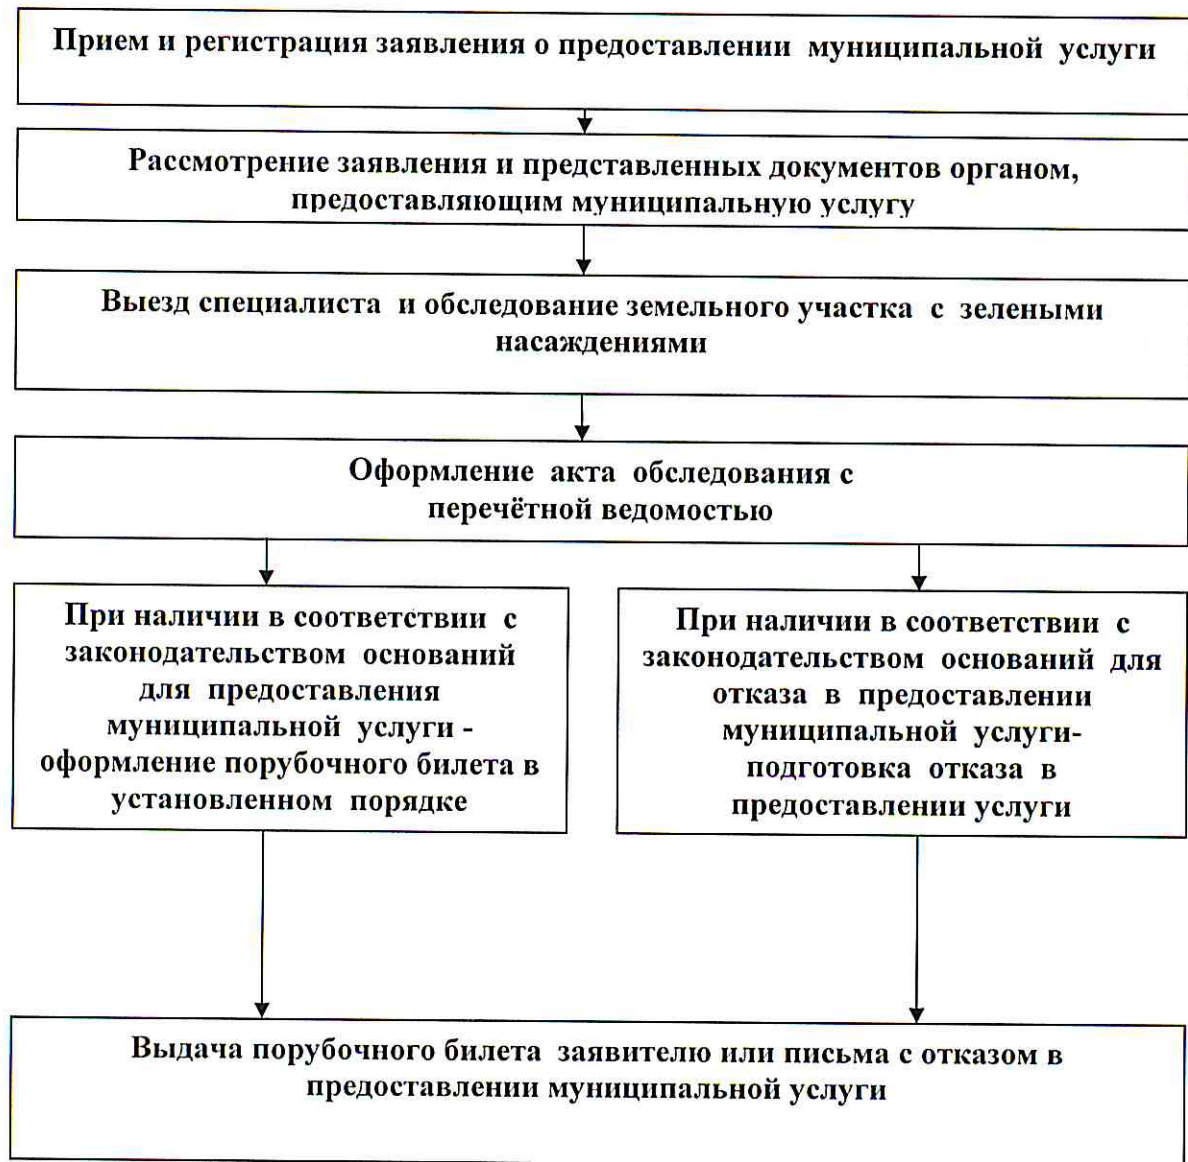 Прием и регистрация заявления о предоставлении муниципальной услуги
Рассмотрение заявления и представленных документов органом,
предоставляющим муниципальную услугу
Выезд специалиста и обследование земельного участка с зелеными
насаждениями
Оформление акта обследования с
перечётной ведомостью
При наличии в соответствии с
законодательством оснований
для предоставления
муниципальной услуги -
оформление порубочного билета в
установленном порядке
При наличии в соответствии с
законодательством оснований для
отказа в предоставлении
муниципальной услуги-
подготовка отказа в
предоставлении услуги
Выдача порубочного билета заявителю или письма с отказом в
предоставлении муниципальной услуги